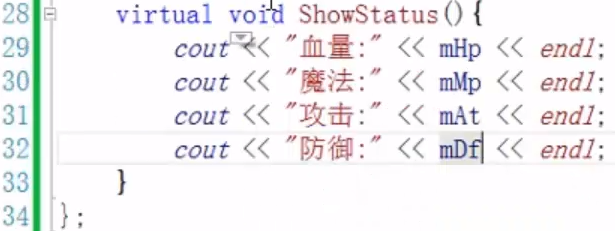 28 virtual void ShowStatus(){
29 cout << "血量:" << mHp << endl;
30 cout << "魔法:" << mMp << endl;
31 cout << "攻击:" << mAt << endl;
32 cout << "防御:" << mDf << endl;
33 }
34 };